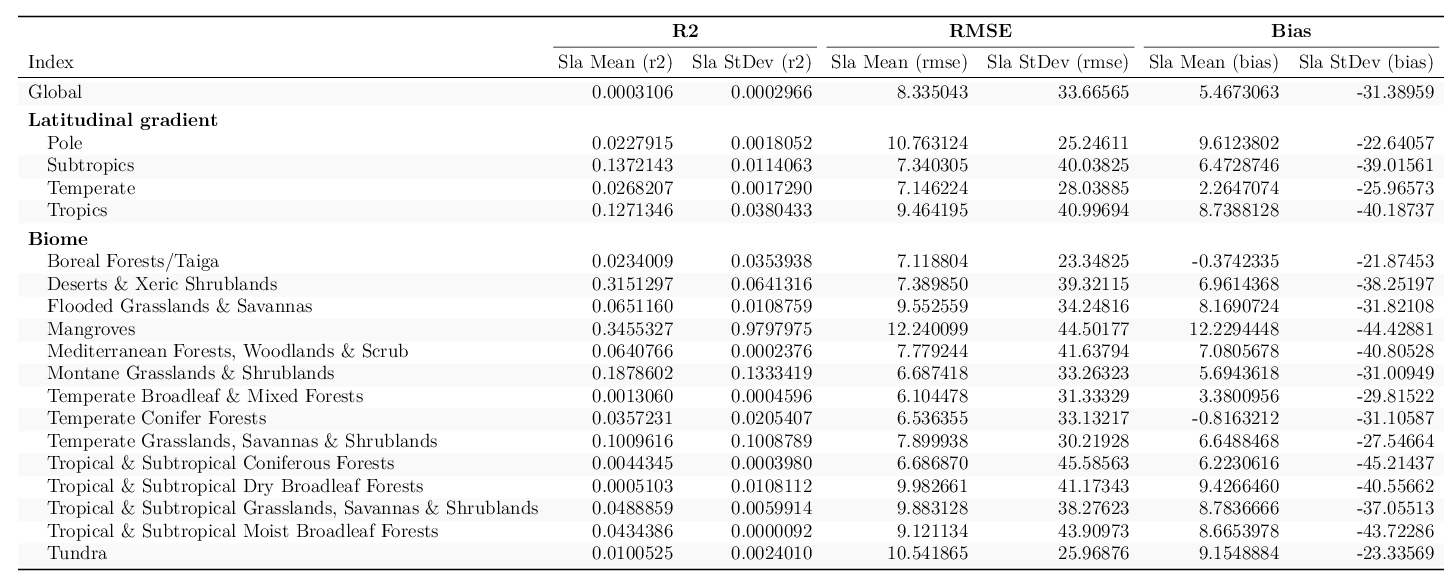 R2 RMSE Bias
Index Sla Mean (r2) Sla StDev (r2) Sla Mean (rmse) Sla StDev (rmse) Sla Mean (bias) Sla StDev (bias)
Global 0.0003106 0.0002966 8.335043 33.66565 5.4673063 -31.38959
Latitudinal gradient
Pole 0.0227915 0.0018052 10.763124 25.24611 9.6123802 -22.64057
Subtropics 0.1372143 0.0114063 7.340305 40.03825 6.4728746 -39.01561
Temperate 0.0268207 0.0017290 7.146224 28.03885 2.2647074 -25.96573
Tropics 0.1271346 0.0380433 9.464195 40.99694 8.7388128 -40.18737
Biome
Boreal Forests/Taiga 0.0234009 0.0353938 7.118804 23.34825 -0.3742335 -21.87453
Deserts & Xeric Shrublands 0.3151297 0.0641316 7.389850 39.32115 6.9614368 -38.25197
Flooded Grasslands & Savannas 0.0651160 0.0108759 9.552559 34.24816 8.1690724 -31.82108
Mangroves 0.3455327 0.9797975 12.240099 44.50177 12.2294448 -44.42881
Mediterranean Forests, Woodlands & Scrub 0.0640766 0.0002376 7.779244 41.63794 7.0805678 -40.80528
Montane Grasslands & Shrublands 0.1878602 0.1333419 6.687418 33.26323 5.6943618 -31.00949
Temperate Broadleaf & Mixed Forests 0.0013060 0.0004596 6.104478 31.33329 3.3800956 -29.81522
Temperate Conifer Forests 0.0357231 0.0205407 6.536355 33.13217 -0.8163212 -31.10587
Temperate Grasslands, Savannas & Shrublands 0.1009616 0.1008789 7.899938 30.21928 6.6488468 -27.54664
Tropical & Subtropical Coniferous Forests 0.0044345 0.0003980 6.686870 45.58563 6.2230616 -45.21437
Tropical & Subtropical Dry Broadleaf Forests 0.0005103 0.0108112 9.982661 41.17343 9.4266460 -40.55662
Tropical & Subtropical Grasslands, Savannas & Shrublands 0.0488859 0.0059914 9.883128 38.27623 8.7836666 -37.05513
Tropical & Subtropical Moist Broadleaf Forests 0.0434386 0.0000092 9.121134 43.90973 8.6653978 -43.72286
Tundra 0.0100525 0.0024010 10.541865 25.96876 9.1548884 -23.33569